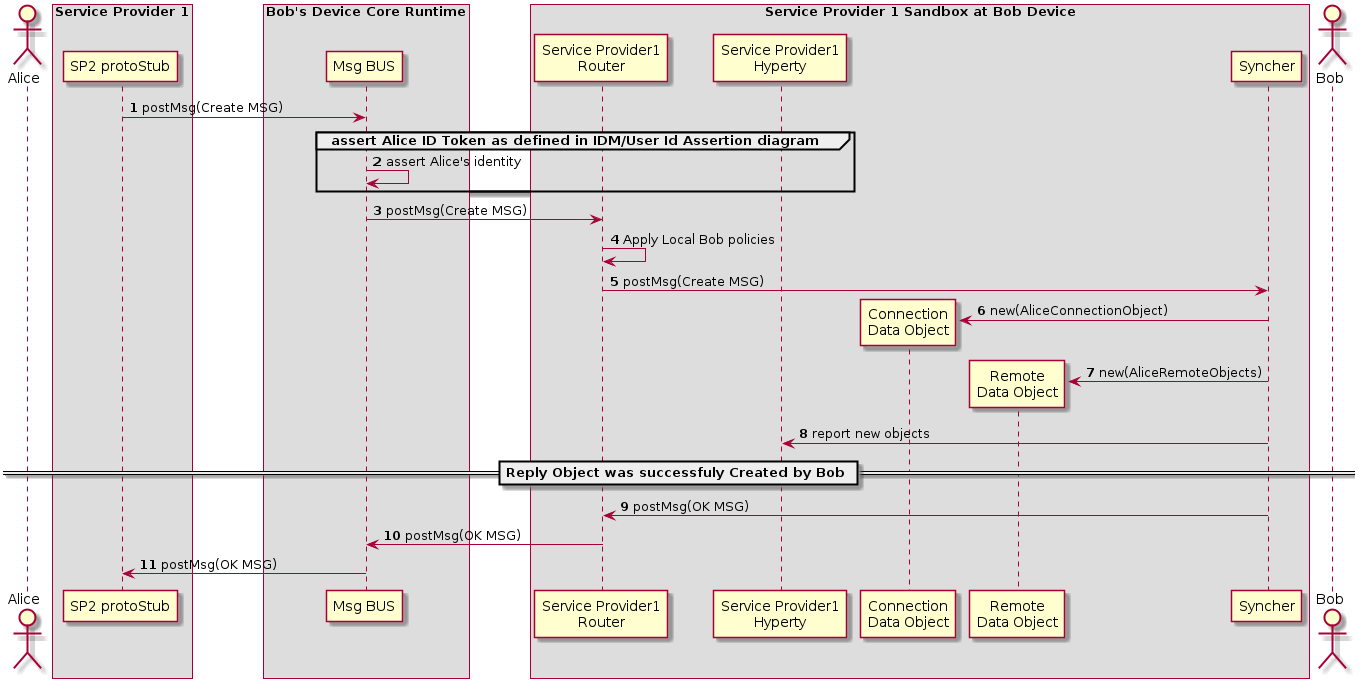 Service Provider 1
Bob's Device Core Runtime
Service Provider 1 Sandbox at Bob Device
Alice
SP2 protoStub
Msg BUS
Service Provider1
Router
Service Provider1
Hyperty
Syncher
Bob
1 postMsg(Create MSG)
assert Alice ID Token as defined in IDM/User Id Assertion diagram
2 assert Alice's identity
3 postMsg(Create MSG)
4 Apply Local Bob policies
5 postMsg(Create MSG)
Connection
Data Object
6 new(AliceConnectionObject)
Remote
Data Object
7 new(AliceRemoteObjects)
8 report new objects
Reply Object was successfuly Created by Bob
9 postMsg(OK MSG)
10 postMsg(OK MSG)
11 postMsg(OK MSG)
Alice
SP2 protoStub
Msg BUS
Service Provider1
Router
Service Provider1
Hyperty
Connection
Data Object
Remote
Data Object
Syncher
Bob